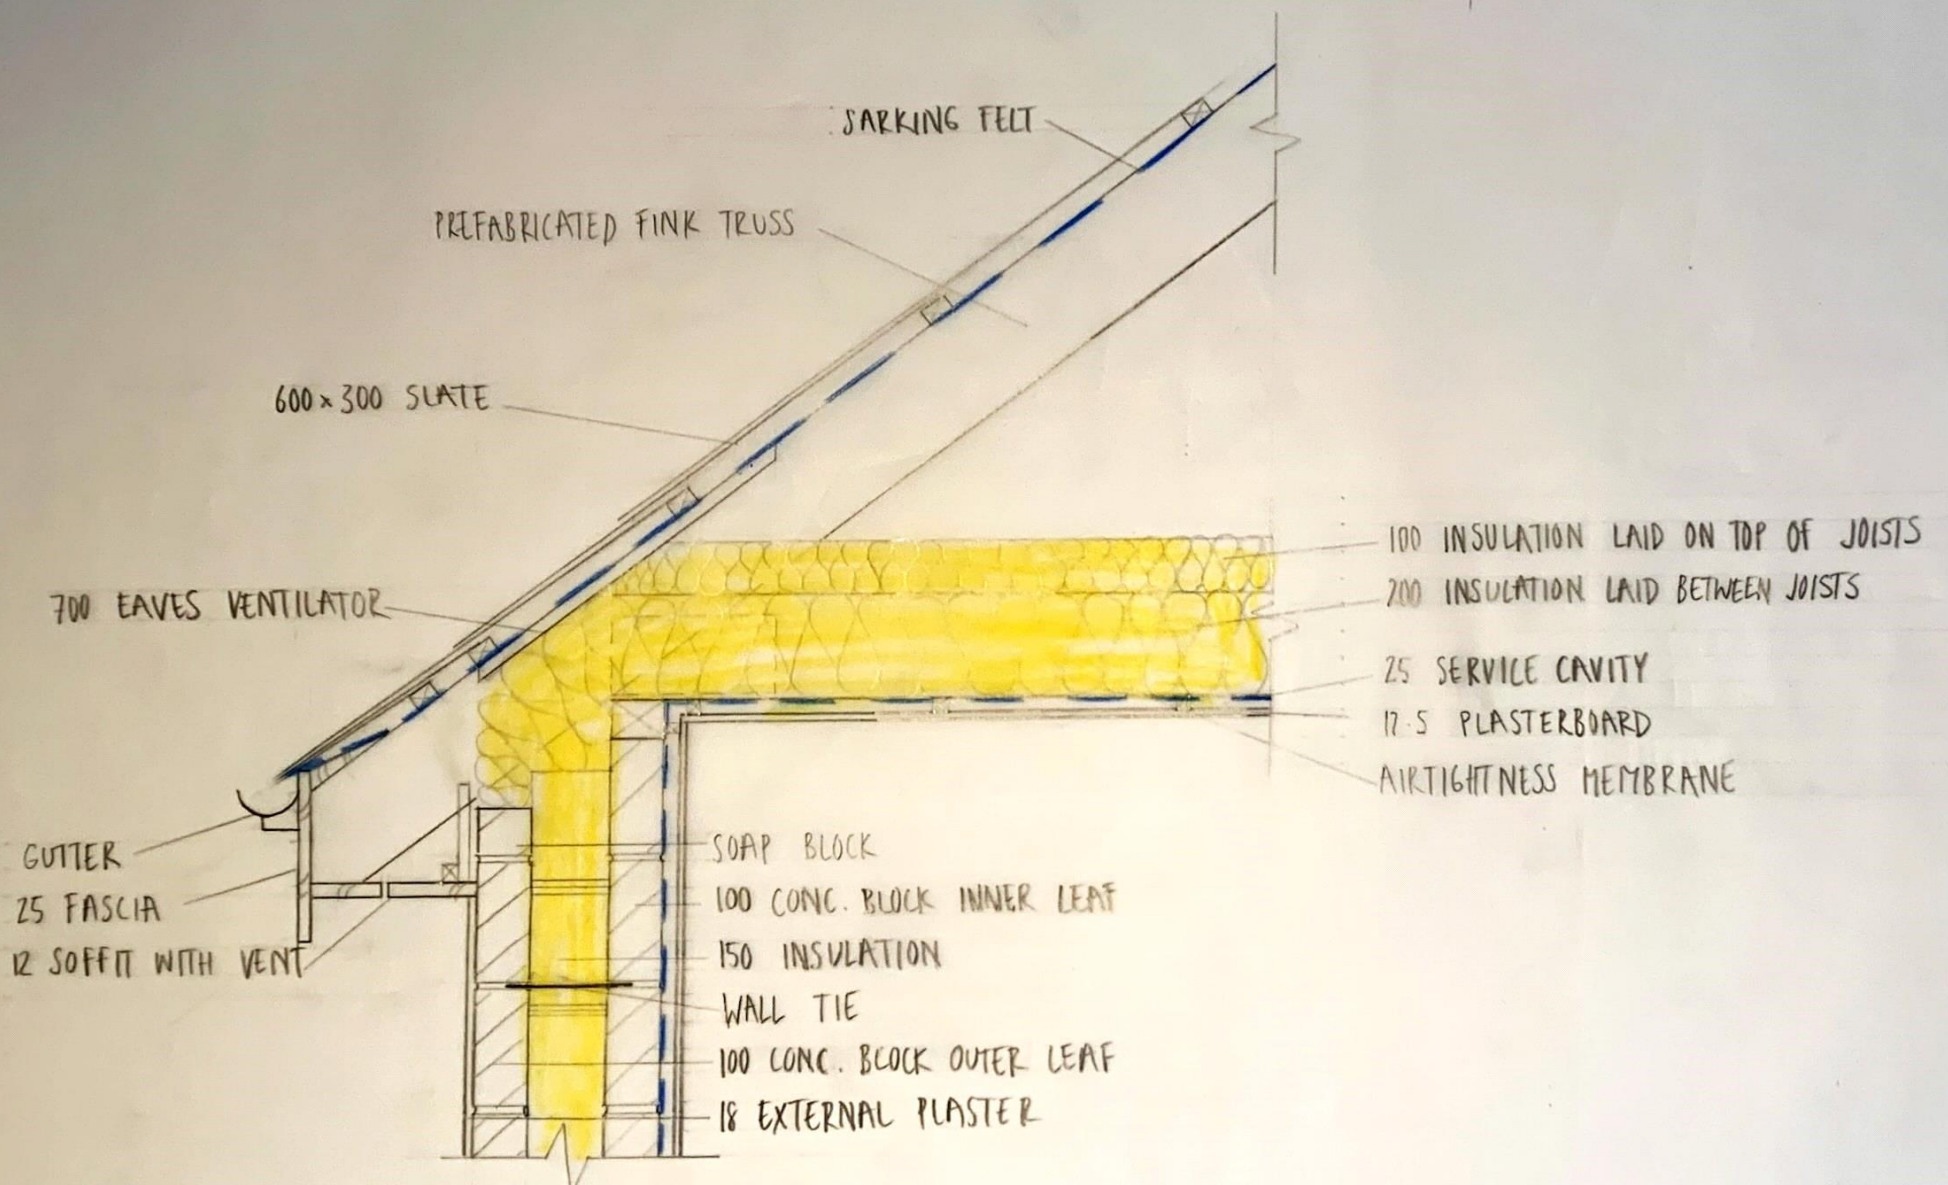 SARKING FELT
PREFABRICATED FINK TRUSS
600 x 300 SLATE
700 EAVES VENTILATOR
100 INSULATION LAID ON TOP OF JOISTS
200 INSULATION LAID BETWEEN JOISTS
25 SERVICE CAVITY
12.5 PLASTERBOARD
AIRTIGHTNESS MEMBRANE
GUTTER
25 FASCIA
12 SOFFIT WITH VENT
SOAP BLOCK
100 CONC. BLOCK INNER LEAF
150 INSULATION
WALL TIE
100 CONC. BLOCK OUTER LEAF
18 EXTERNAL PLASTER